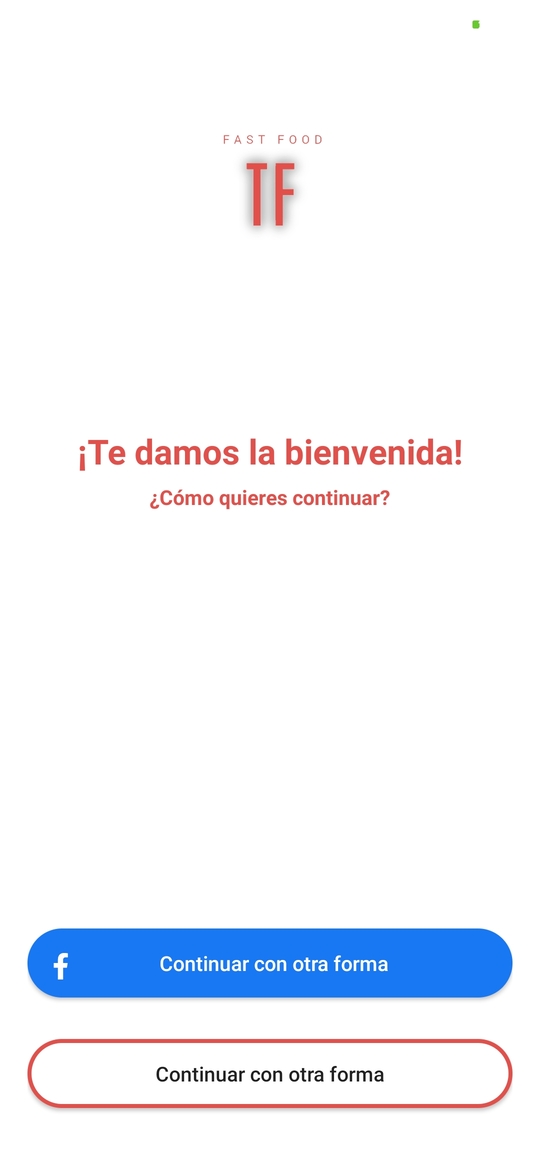 FAST FOOD
TF
¡Te damos la bienvenida!
¿Cómo quieres continuar?
Continuar con otra forma
Continuar con otra forma